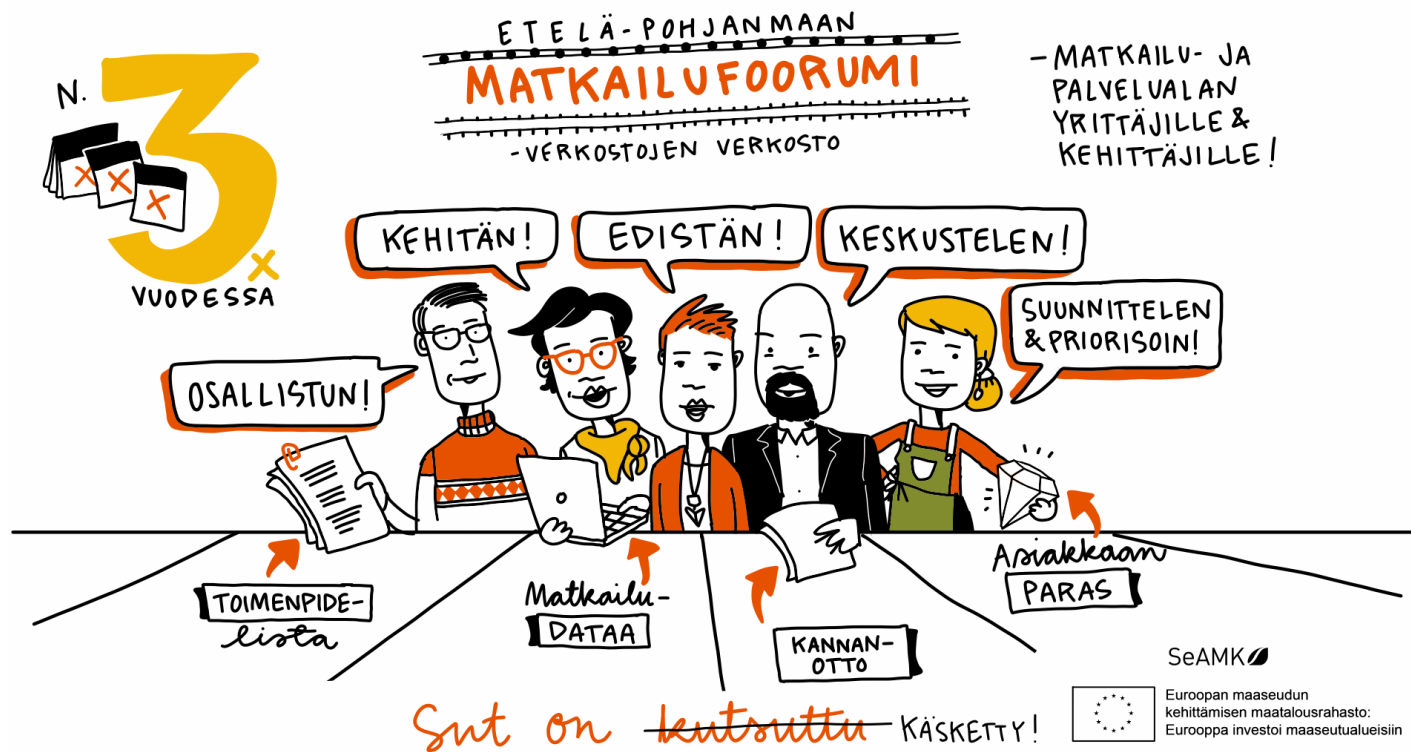 ETELÄ-POHJANMAAN
MATKAILUFOORUMI
-VERKOSTOJEN VERKOSTO
-MATKAILU- JA
PALVELUALAN
YRITTÄJILLE &
KEHITTÄJILLE!
N.
3x
VUODESSA
KEHITÄN!
EDISTÄN!
KESKUSTELEN!
SUUNNITTELEN
& PRIORISOIN!
OSALLISTUN!
TOIMENPIDE-
lista
Matkailu-
DATAA
KANNAN-
OTTO
Asiakkaan
PARAS
Sut on kutsuttu KÄSKETTY!
SeAMK
Euroopan maaseudun
kehittämisen maatalousrahasto:
Eurooppa investoi maaseutualueisiin